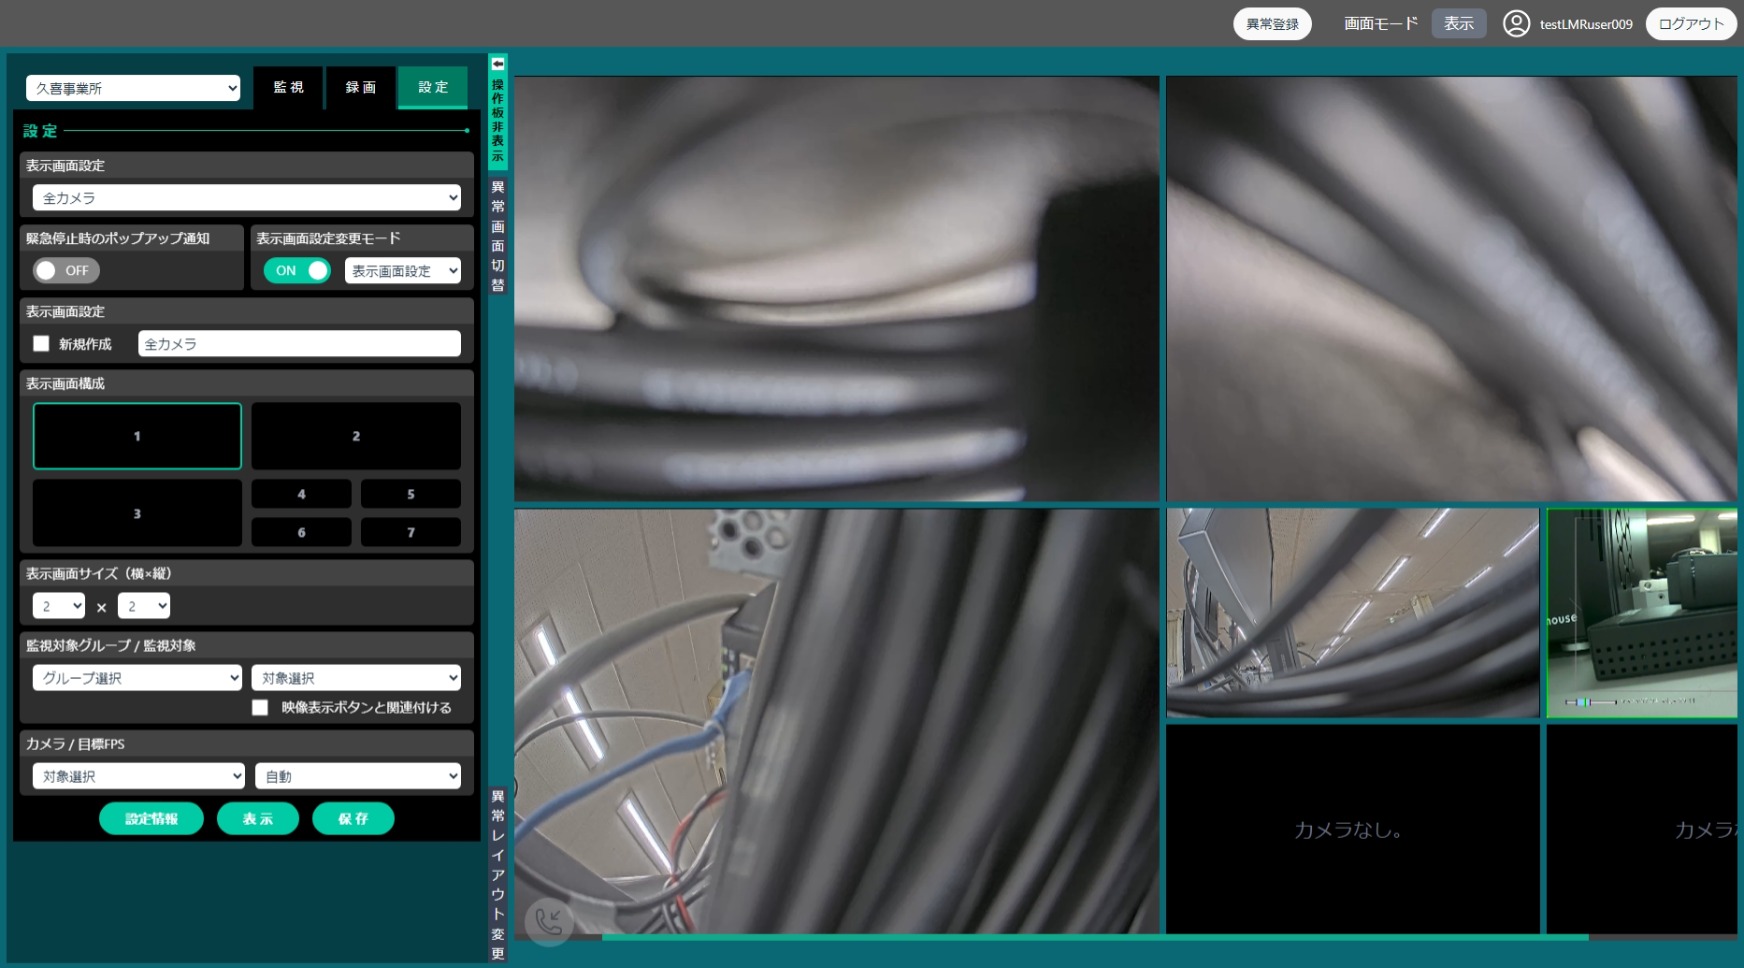 異常登録
画面モード
表示
testLMRuser009
ログアウト
久喜事業所
監視
録画
設定
設定
表示画面設定
全カメラ
緊急停止時のポップアップ通知
OFF
表示画面設定変更モード
ON
表示画面設定
表示画面設定
新規作成
全カメラ
表示画面構成
1
2
3
4
5
6
7
表示画面サイズ（横×縦）
2 × 2
監視対象グループ / 監視対象
グループ選択
対象選択
映像表示ボタンと関連付ける
カメラ / 目標FPS
対象選択
自動
設定情報
表示
保存
操作板非表示
異常画面切替
異常レイアウト変更
house
カメラなし。
カメラ